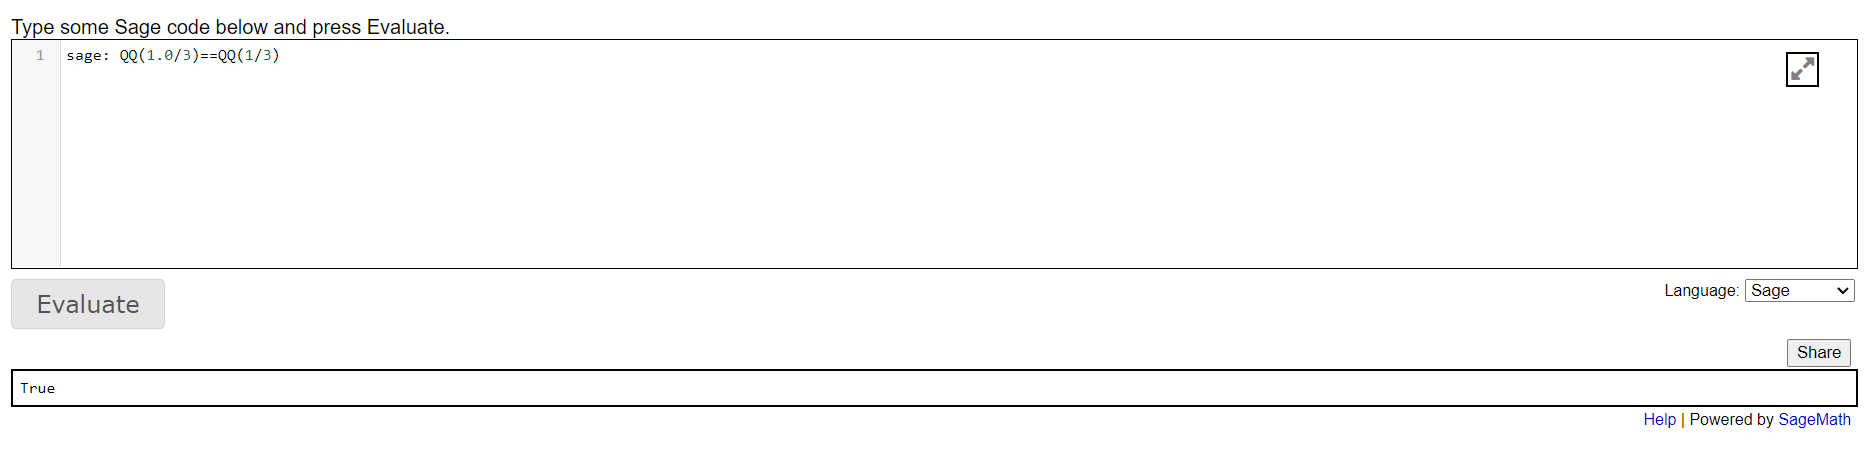 Type some Sage code below and press Evaluate.
1 sage: QQ(1.0/3)==QQ(1/3)
Evaluate
Language: Sage
Share
True
Help | Powered by SageMath